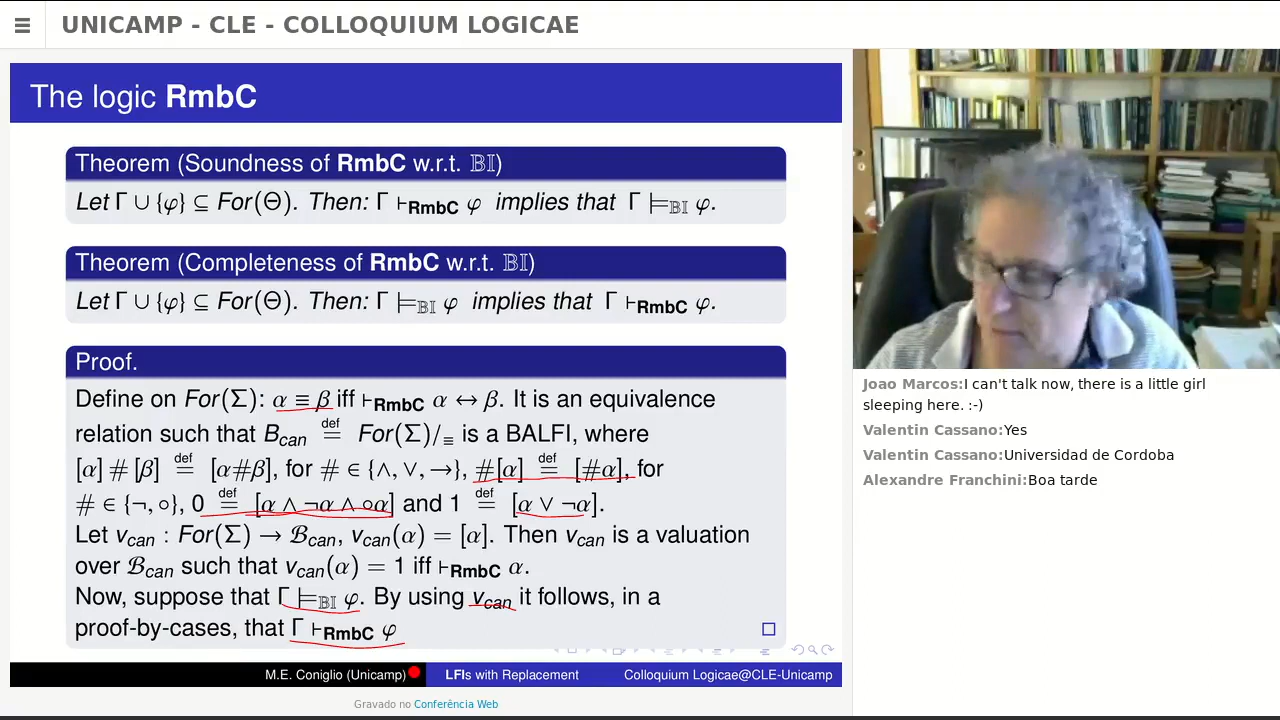 UNICAMP - CLE - COLLOQUIUM LOGICAE
The logic RmbC
Theorem (Soundness of RmbC w.r.t. 𝔹𝕀)
Let Γ ∪ {φ} ⊆ For(Θ). Then: Γ ⊢RmbC φ implies that Γ ⊨𝔹𝕀 φ.
Theorem (Completeness of RmbC w.r.t. 𝔹𝕀)
Let Γ ∪ {φ} ⊆ For(Θ). Then: Γ ⊨𝔹𝕀 φ implies that Γ ⊢RmbC φ.
Proof.
Define on For(Σ): α ≡ β iff ⊢RmbC α ↔ β. It is an equivalence
relation such that Bcan def= For(Σ)/≡ is a BALFI, where
[α] # [β] def= [α#β], for # ∈ {∧, ∨, →}, #[α] def= [#α], for
# ∈ {¬, ∘}, 0 def= [α ∧ ¬α ∧ ∘α] and 1 def= [α ∨ ¬α].
Let vcan : For(Σ) → ℬcan, vcan(α) = [α]. Then vcan is a valuation
over ℬcan such that vcan(α) = 1 iff ⊢RmbC α.
Now, suppose that Γ ⊨𝔹𝕀 φ. By using vcan it follows, in a
proof-by-cases, that Γ ⊢RmbC φ
M.E. Coniglio (Unicamp) LFIs with Replacement Colloquium Logicae@CLE-Unicamp
Gravado no Conferência Web
Joao Marcos:I can't talk now, there is a little girl
sleeping here. :-)
Valentin Cassano:Yes
Valentin Cassano:Universidad de Cordoba
Alexandre Franchini:Boa tarde